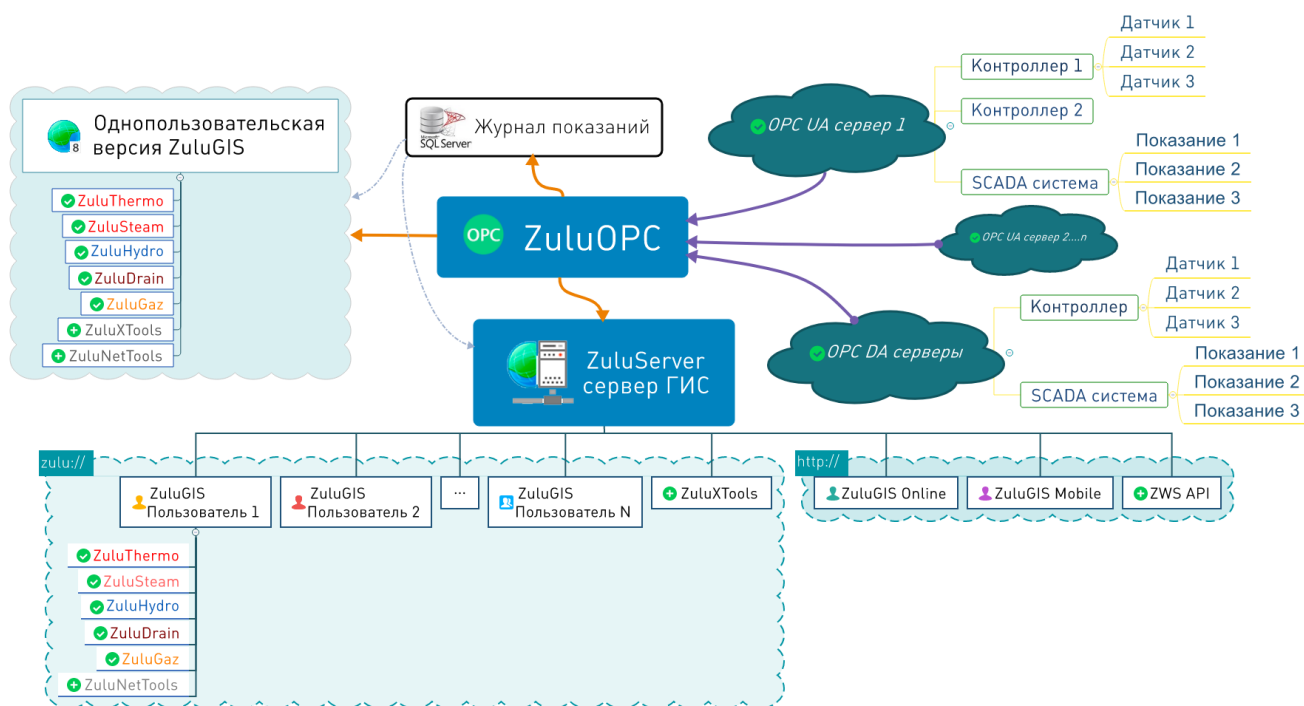 Однопользовательская
версия ZuluGIS
8
ZuluThermo
ZuluSteam
ZuluHydro
ZuluDrain
ZuluGaz
ZuluXTools
ZuluNetTools
Microsoft
SQL Server
Журнал показаний
OPC
ZuluOPC
ZuluServer
сервер ГИС
OPC UA сервер 1
Контроллер 1
Датчик 1
Датчик 2
Датчик 3
Контроллер 2
SCADA система
Показание 1
Показание 2
Показание 3
OPC UA сервер 2....n
OPC DA серверы
Контроллер
Датчик 1
Датчик 2
Датчик 3
SCADA система
Показание 1
Показание 2
Показание 3
zulu://
ZuluGIS
Пользователь 1
ZuluGIS
Пользователь 2
...
ZuluGIS
Пользователь N
ZuluXTools
ZuluThermo
ZuluSteam
ZuluHydro
ZuluDrain
ZuluGaz
ZuluNetTools
http://
ZuluGIS Online
ZuluGIS Mobile
ZWS API